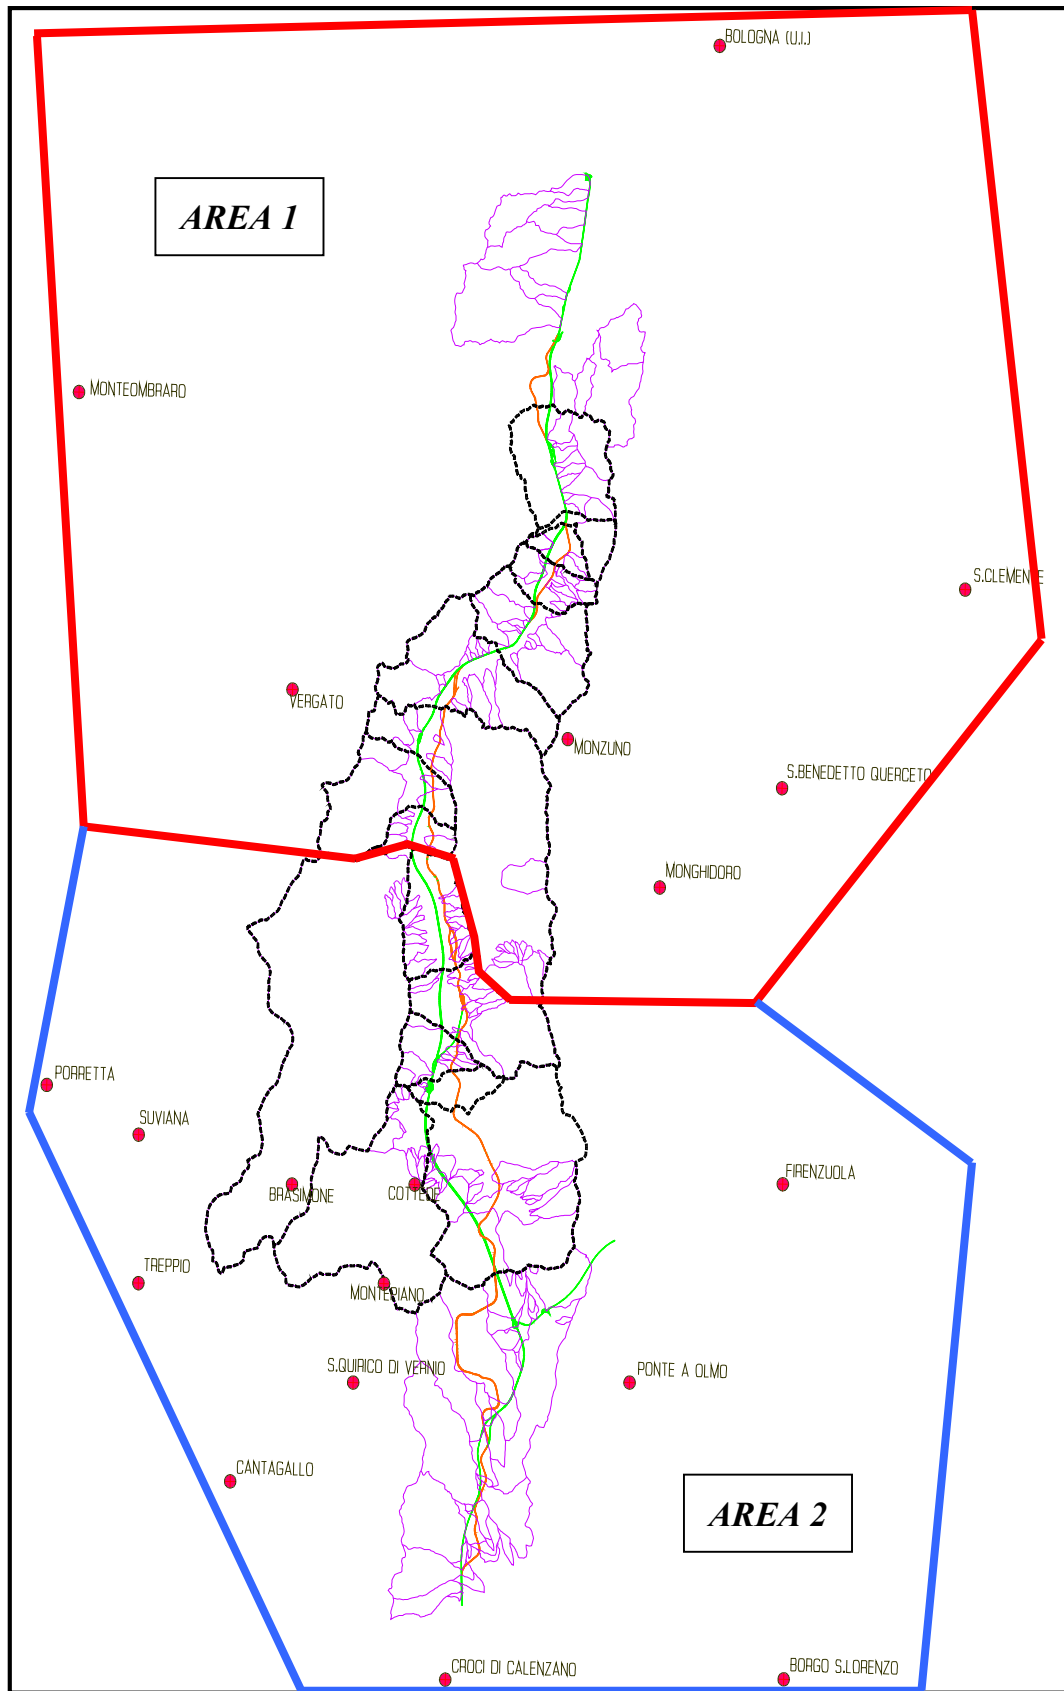 BOLOGNA (U.I.)
AREA 1
MONTEOMBRARO
S.CLEMENTE
VERGATO
MONZUNO
S.BENEDETTO QUERCETO
MONGHIDORO
PORRETTA
SUVIANA
FIRENZUOLA
BRASIMONE
COTTEDE
TREPPIO
MONTEPIANO
S.QUIRICO DI VERNIO
PONTE A OLMO
CANTAGALLO
AREA 2
CROCI DI CALENZANO
BORGO S.LORENZO